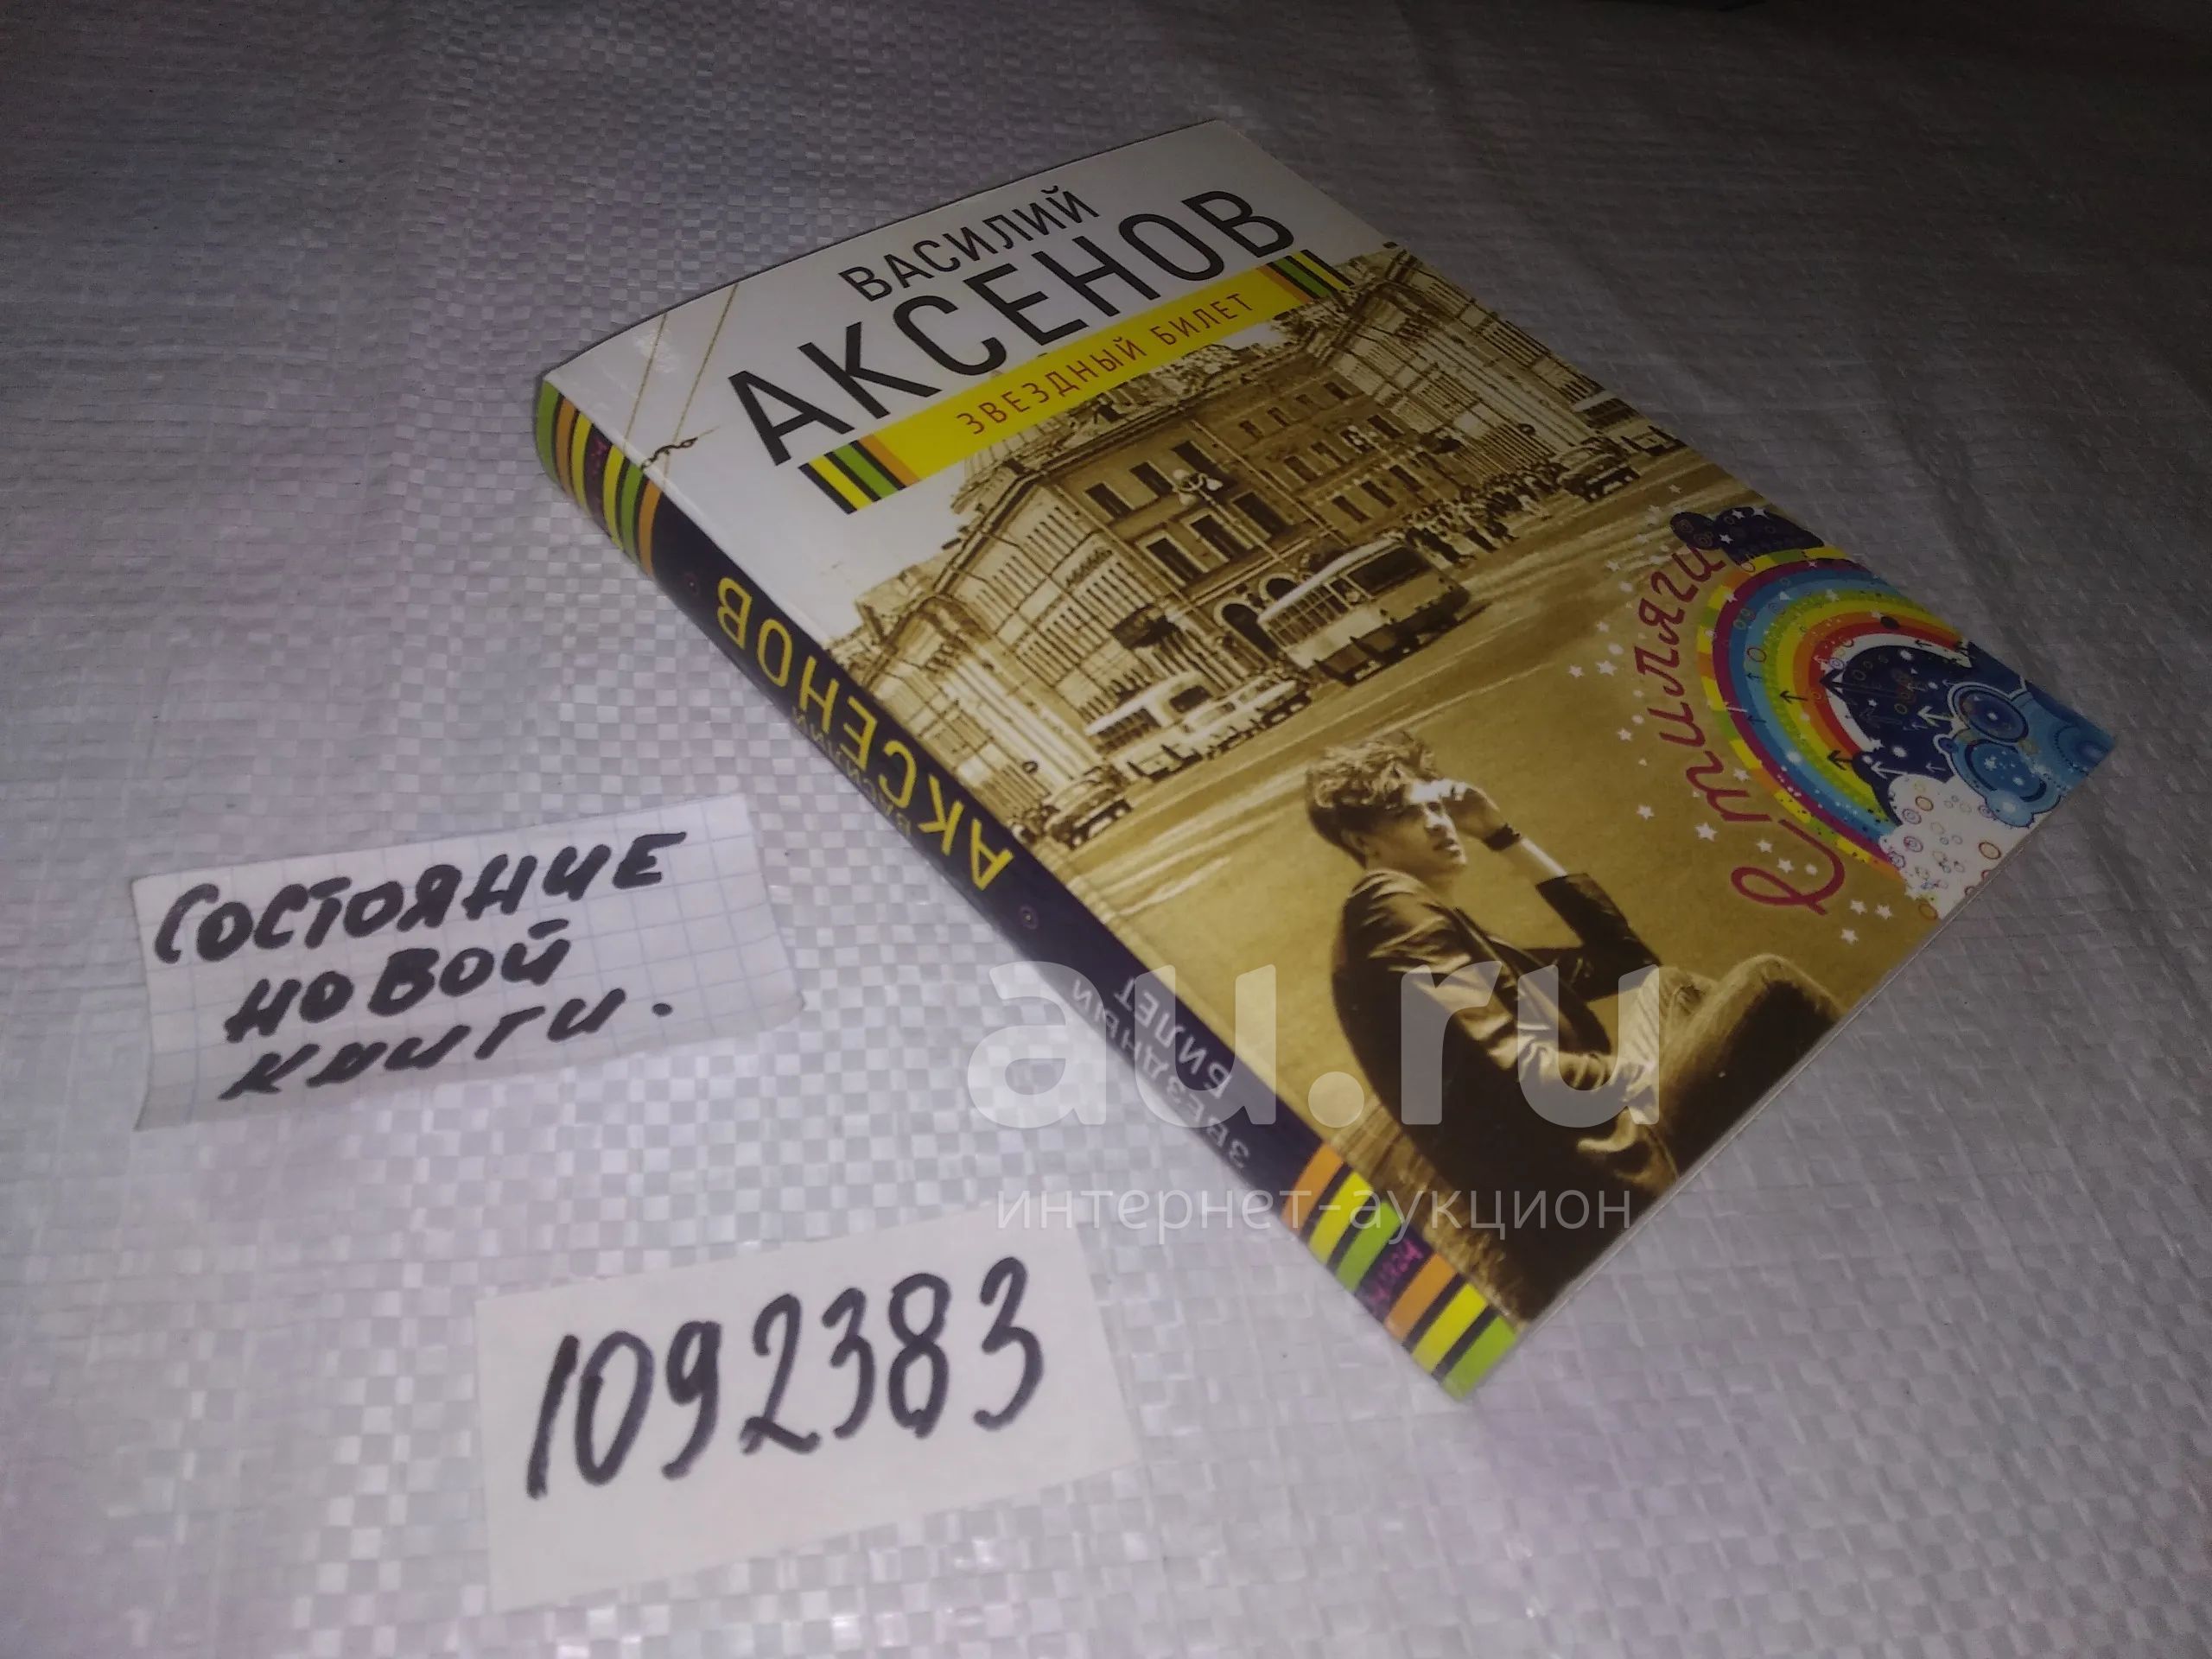 ВАСИЛИЙ
АКСЕНОВ
ЗВЕЗДНЫЙ БИЛЕТ
Стиляги
ВАСИЛИЙ
АКСЕНОВ
ЗВЕЗДНЫЙ
БИЛЕТ
СОСТОЯНИЕ
НОВОЙ
КНИГИ.
1092383
au.ru
интернет-аукцион